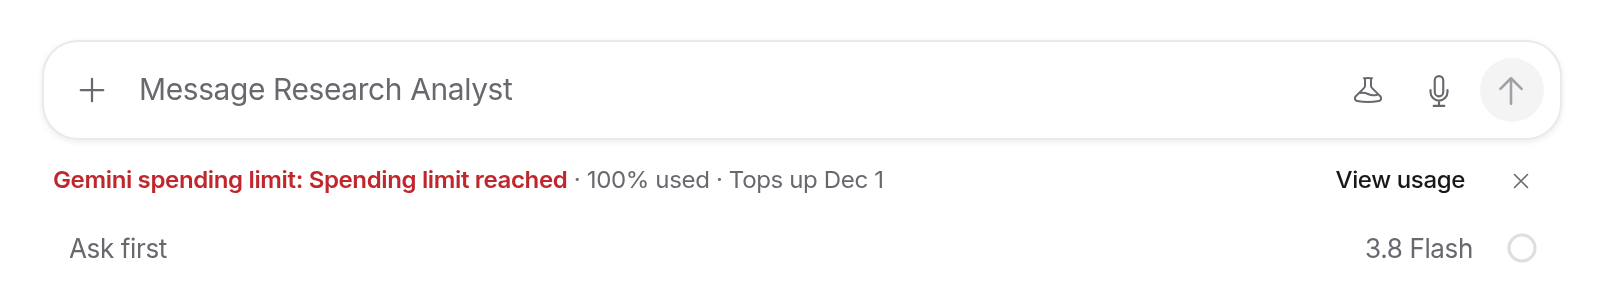 Message Research Analyst
Gemini spending limit: Spending limit reached · 100% used · Tops up Dec 1 View usage
Ask first 3.8 Flash